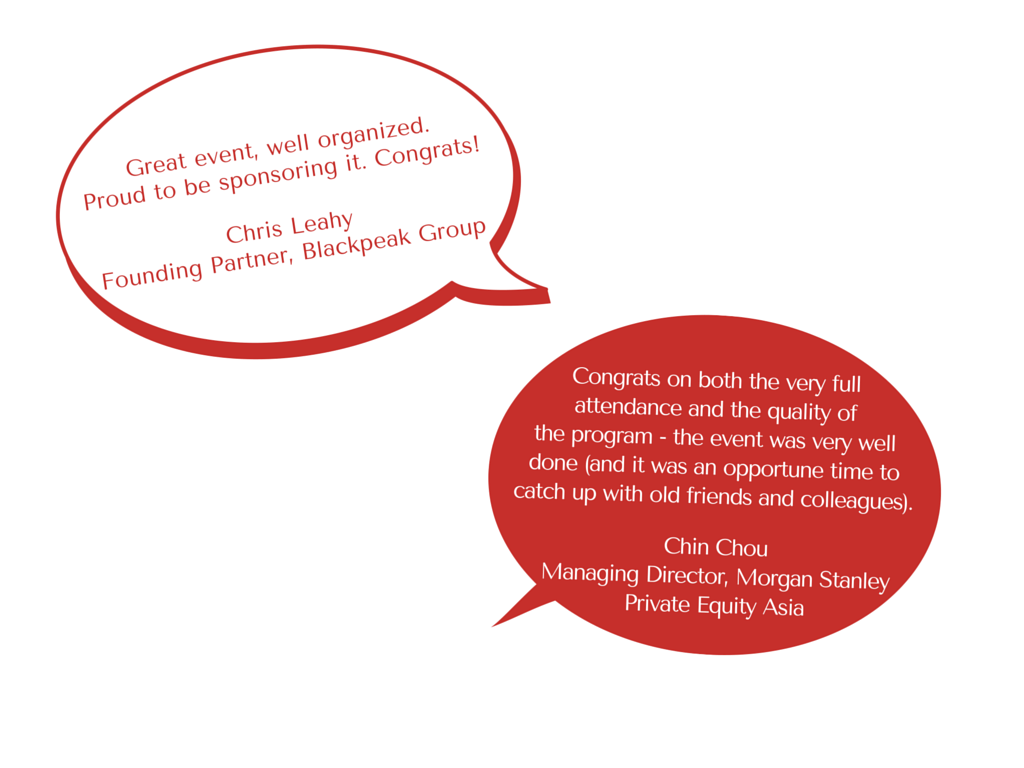 Great event, well organized.
Proud to be sponsoring it. Congrats!
Chris Leahy
Founding Partner, Blackpeak Group
Congrats on both the very full
attendance and the quality of
the program - the event was very well
done (and it was an opportune time to
catch up with old friends and colleagues).
Chin Chou
Managing Director, Morgan Stanley
Private Equity Asia